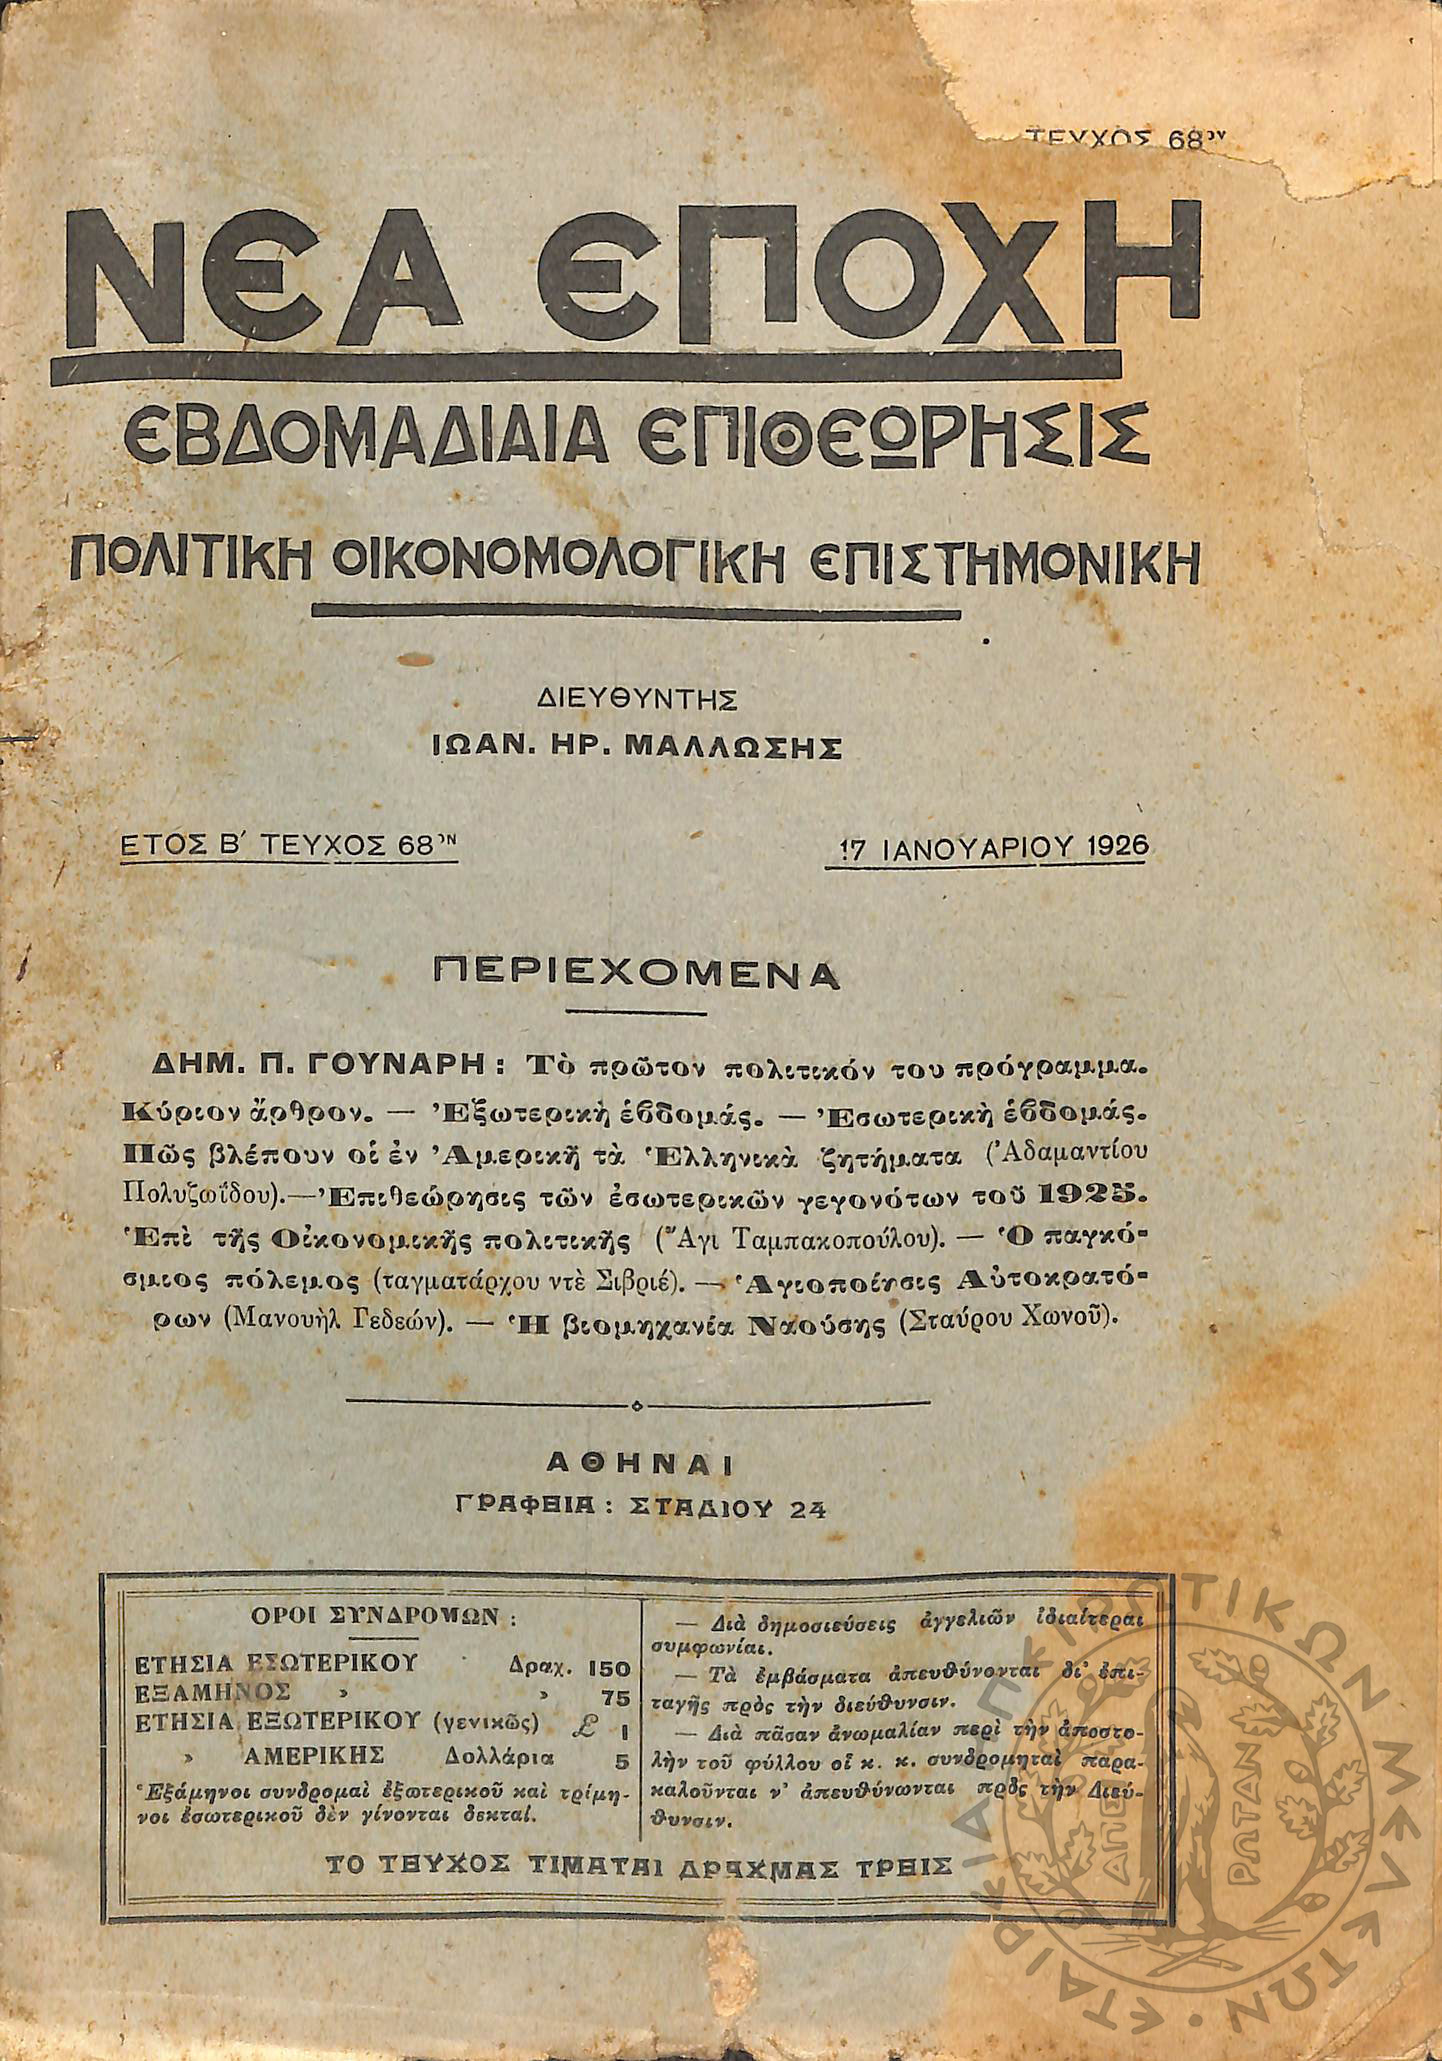 ΤΕΥΧΟΣ 68ον
ΝΕΑ ΕΠΟΧΗ
ΕΒΔΟΜΑΔΙΑΙΑ ΕΠΙΘΕΩΡΗΣΙΣ
ΠΟΛΙΤΙΚΗ ΟΙΚΟΝΟΜΟΛΟΓΙΚΗ ΕΠΙΣΤΗΜΟΝΙΚΗ
ΔΙΕΥΘΥΝΤΗΣ
ΙΩΑΝ. ΗΡ. ΜΑΛΛΩΣΗΣ
ΕΤΟΣ Β΄ ΤΕΥΧΟΣ 68ΟΝ
17 ΙΑΝΟΥΑΡΙΟΥ 1926
ΠΕΡΙΕΧΟΜΕΝΑ
ΔΗΜ. Π. ΓΟΥΝΑΡΗ : Τὸ πρῶτον πολιτικόν του πρόγραμμα.
Κύριον ἄρθρον. — Ἐξωτερικὴ ἑβδομάς. — Ἐσωτερικὴ ἑβδομάς.
Πῶς βλέπουν οἱ ἐν Ἀμερικῇ τὰ Ἑλληνικὰ ζητήματα (Ἀδαμαντίου
Πολυζωΐδου).—Ἐπιθεώρησις τῶν ἐσωτερικῶν γεγονότων τοῦ 1925.
Ἐπὶ τῆς Οἰκονομικῆς πολιτικῆς (Ἄγι Ταμπακοπούλου). — Ὁ παγκό-
σμιος πόλεμος (ταγματάρχου ντὲ Σιβριέ). — Ἁγιοποίησις Αὐτοκρατό-
ρων (Μανουὴλ Γεδεών). — Ἡ βιομηχανία Ναούσης (Σταύρου Χωνοῦ).
ΑΘΗΝΑΙ
ΓΡΑΦΕΙΑ : ΣΤΑΔΙΟΥ 24
ΟΡΟΙ ΣΥΝΔΡΟΜΩΝ :
ΕΤΗΣΙΑ ΕΣΩΤΕΡΙΚΟΥ Δραχ. 150
ΕΞΑΜΗΝΟΣ » » 75
ΕΤΗΣΙΑ ΕΞΩΤΕΡΙΚΟΥ (γενικῶς) £ 1
» ΑΜΕΡΙΚΗΣ Δολλάρια 5
Ἑξάμηνοι συνδρομαὶ ἐξωτερικοῦ καὶ τρίμη-
νοι ἐσωτερικοῦ δὲν γίνονται δεκταί.
— Διὰ δημοσιεύσεις ἀγγελιῶν ἰδιαίτεραι
συμφωνίαι.
— Τὰ ἐμβάσματα ἀπευθύνονται δι' ἐπι-
ταγῆς πρὸς τὴν διεύθυνσιν.
— Διὰ πᾶσαν ἀνωμαλίαν περὶ τὴν ἀποστο-
λὴν τοῦ φύλλου οἱ κ. κ. συνδρομηταὶ παρα-
καλοῦνται ν' ἀπευθύνωνται πρὸς τὴν Διεύ-
θυνσιν.
ΤΟ ΤΕΥΧΟΣ ΤΙΜΑΤΑΙ ΔΡΑΧΜΑΣ ΤΡΕΙΣ
ΕΤΑΙΡΕΙΑ ΗΠΕΙΡΩΤΙΚΩΝ ΜΕΛΕΤΩΝ
ΑΠΕΙ
ΡΩΤΑΝ